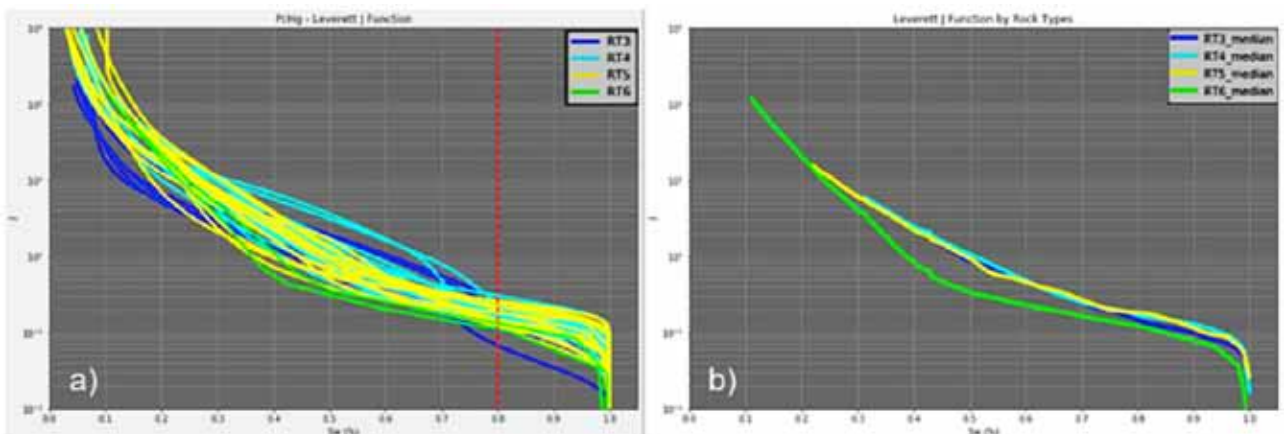 PcHg - Leverett J Function
RT3
RT4
RT5
RT6
a)
0.0 0.1 0.2 0.3 0.4 0.5 0.6 0.7 0.8 0.9 1.0
Leverett J Function by Rock Types
RT3_median
RT4_median
RT5_median
RT6_median
b)
0.0 0.1 0.2 0.3 0.4 0.5 0.6 0.7 0.8 0.9 1.0